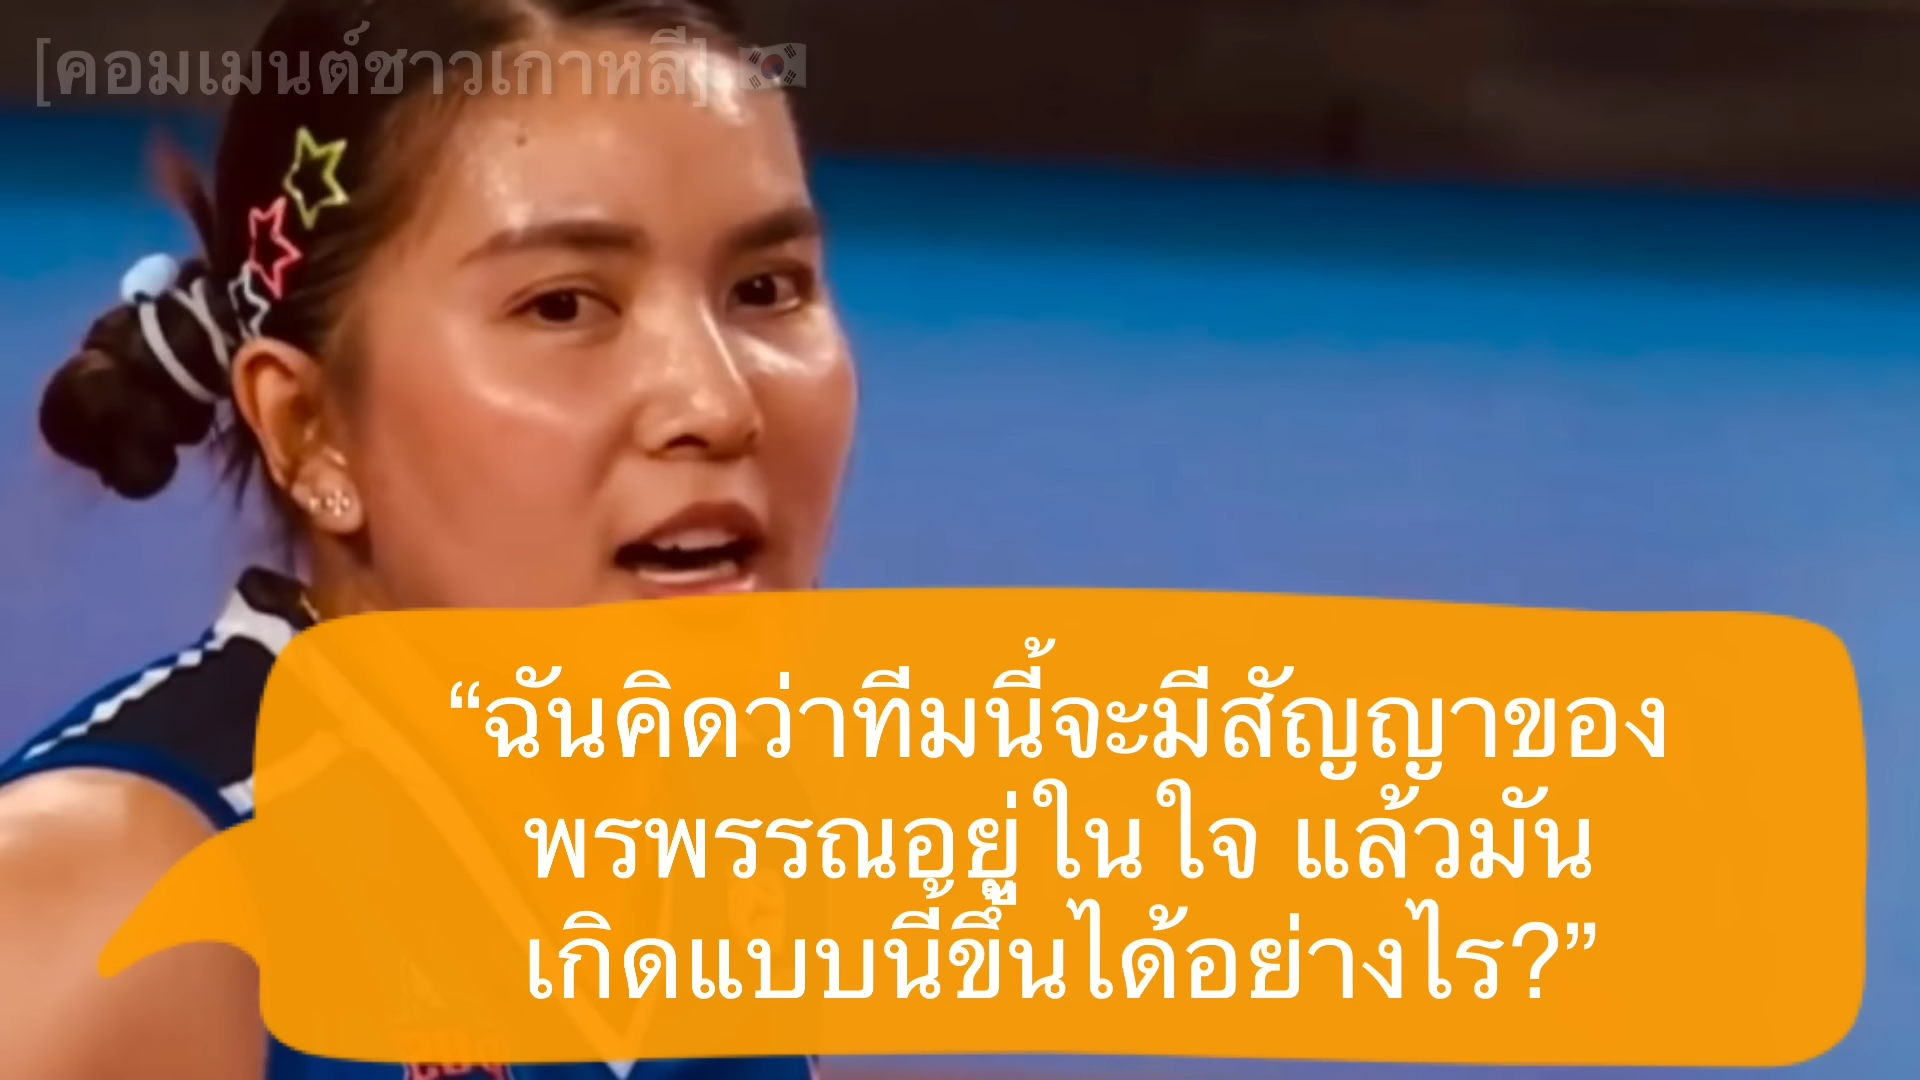 [คอมเมนต์ชาวเกาหลี]
“ฉันคิดว่าทีมนี้จะมีสัญญาของ
พรพรรณอยู่ในใจ แล้วมัน
เกิดแบบนี้ขึ้นได้อย่างไร?”